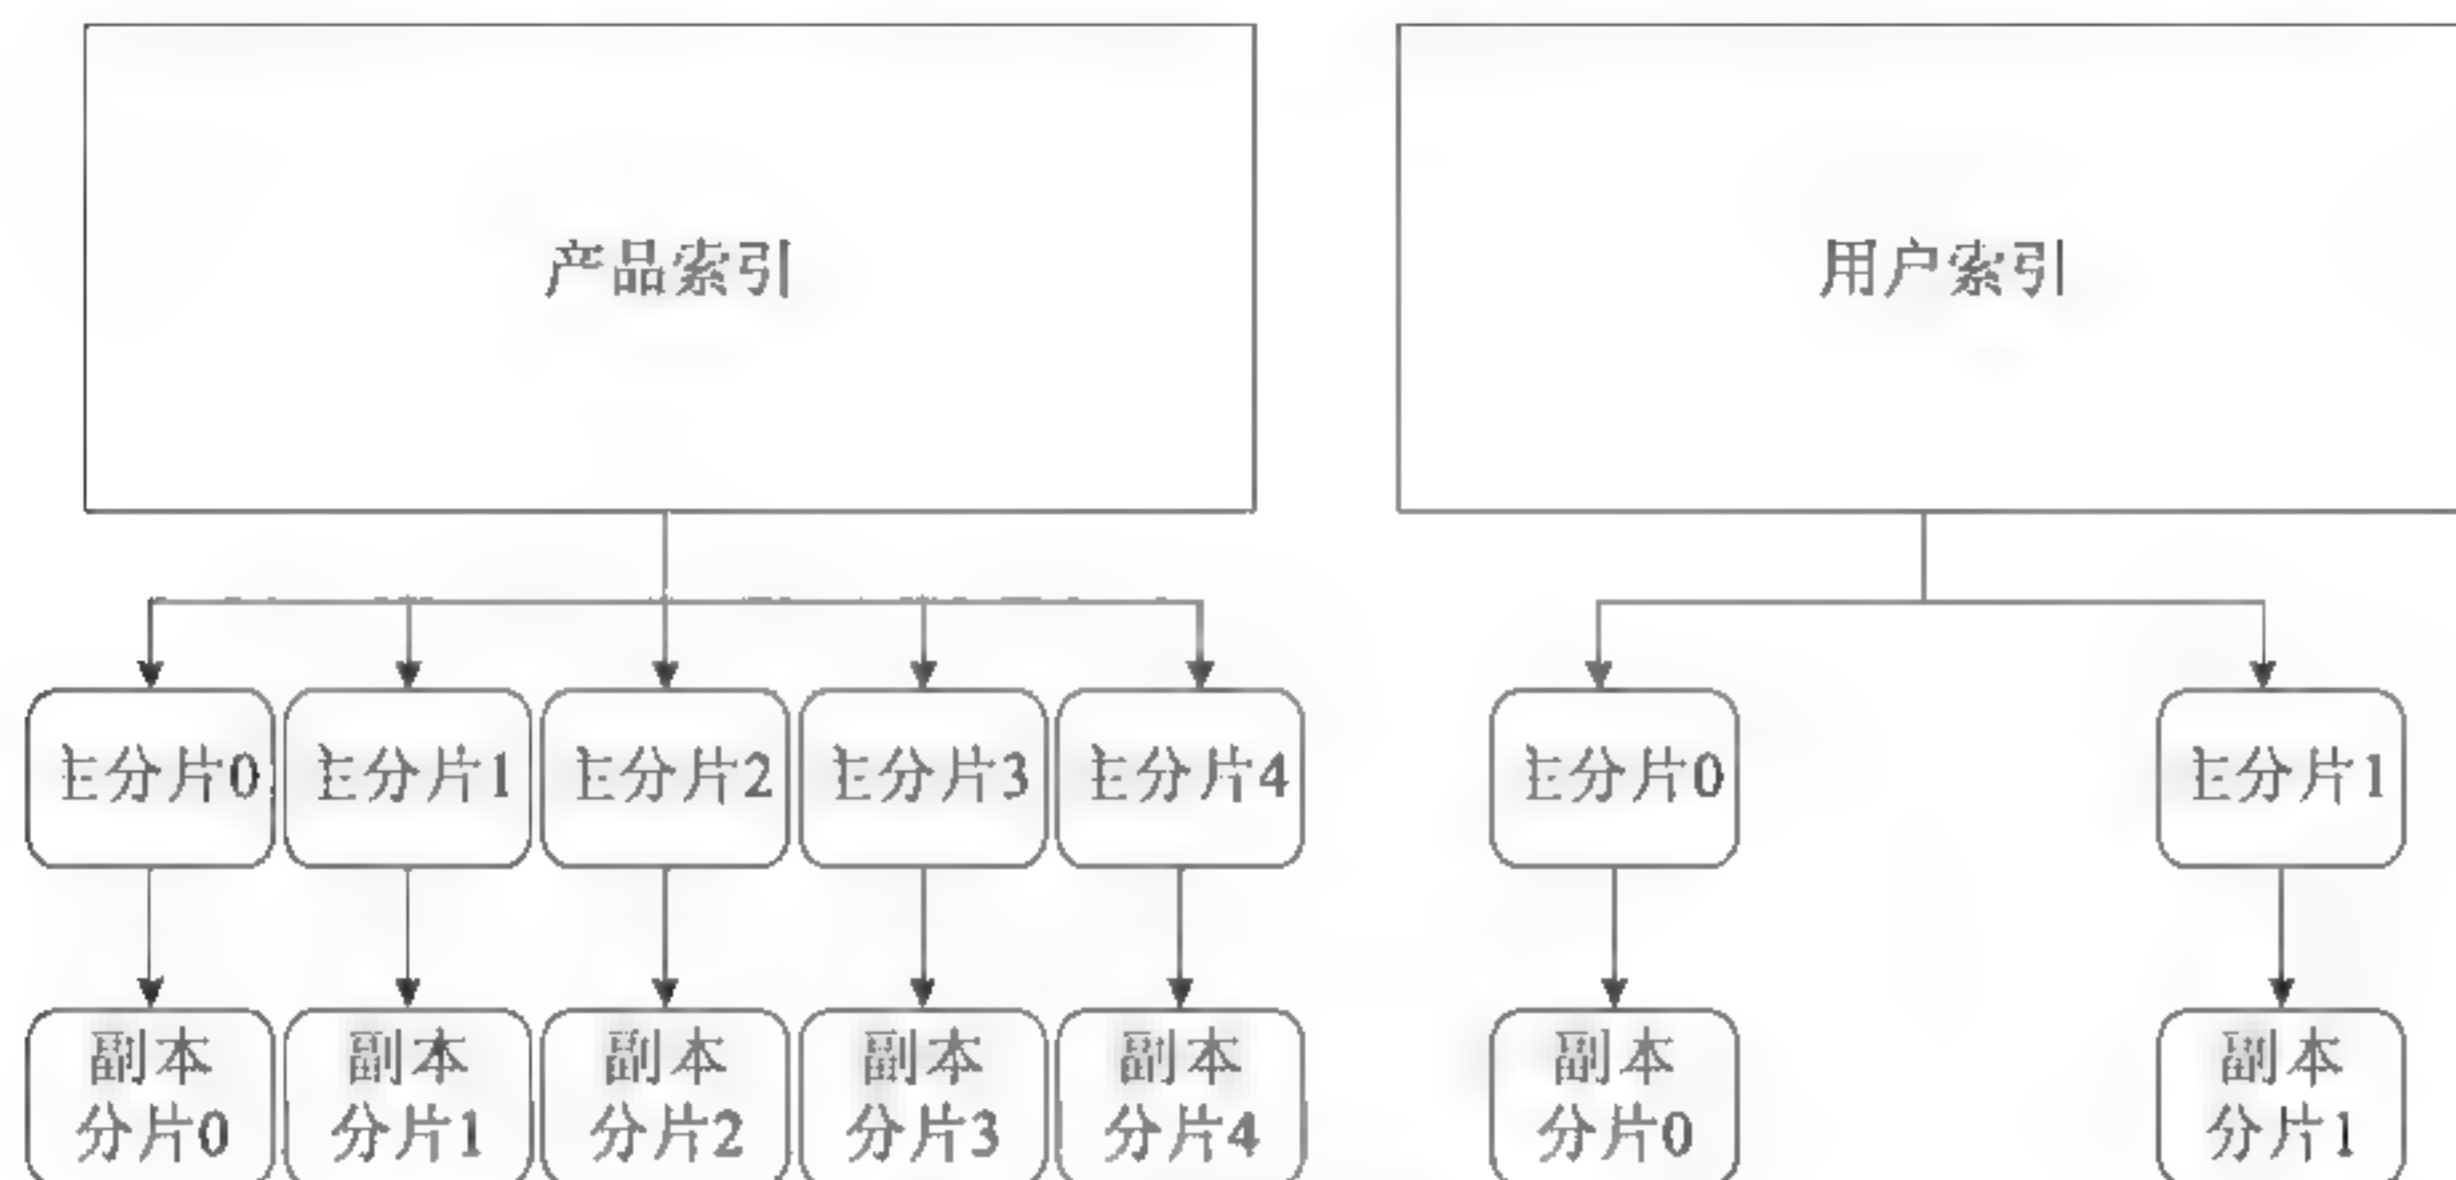 产品索引
用户索引
主分片0
主分片1
主分片2
主分片3
主分片4
主分片0
主分片1
副本
分片0
副本
分片1
副本
分片2
副本
分片3
副本
分片4
副本
分片0
副本
分片1